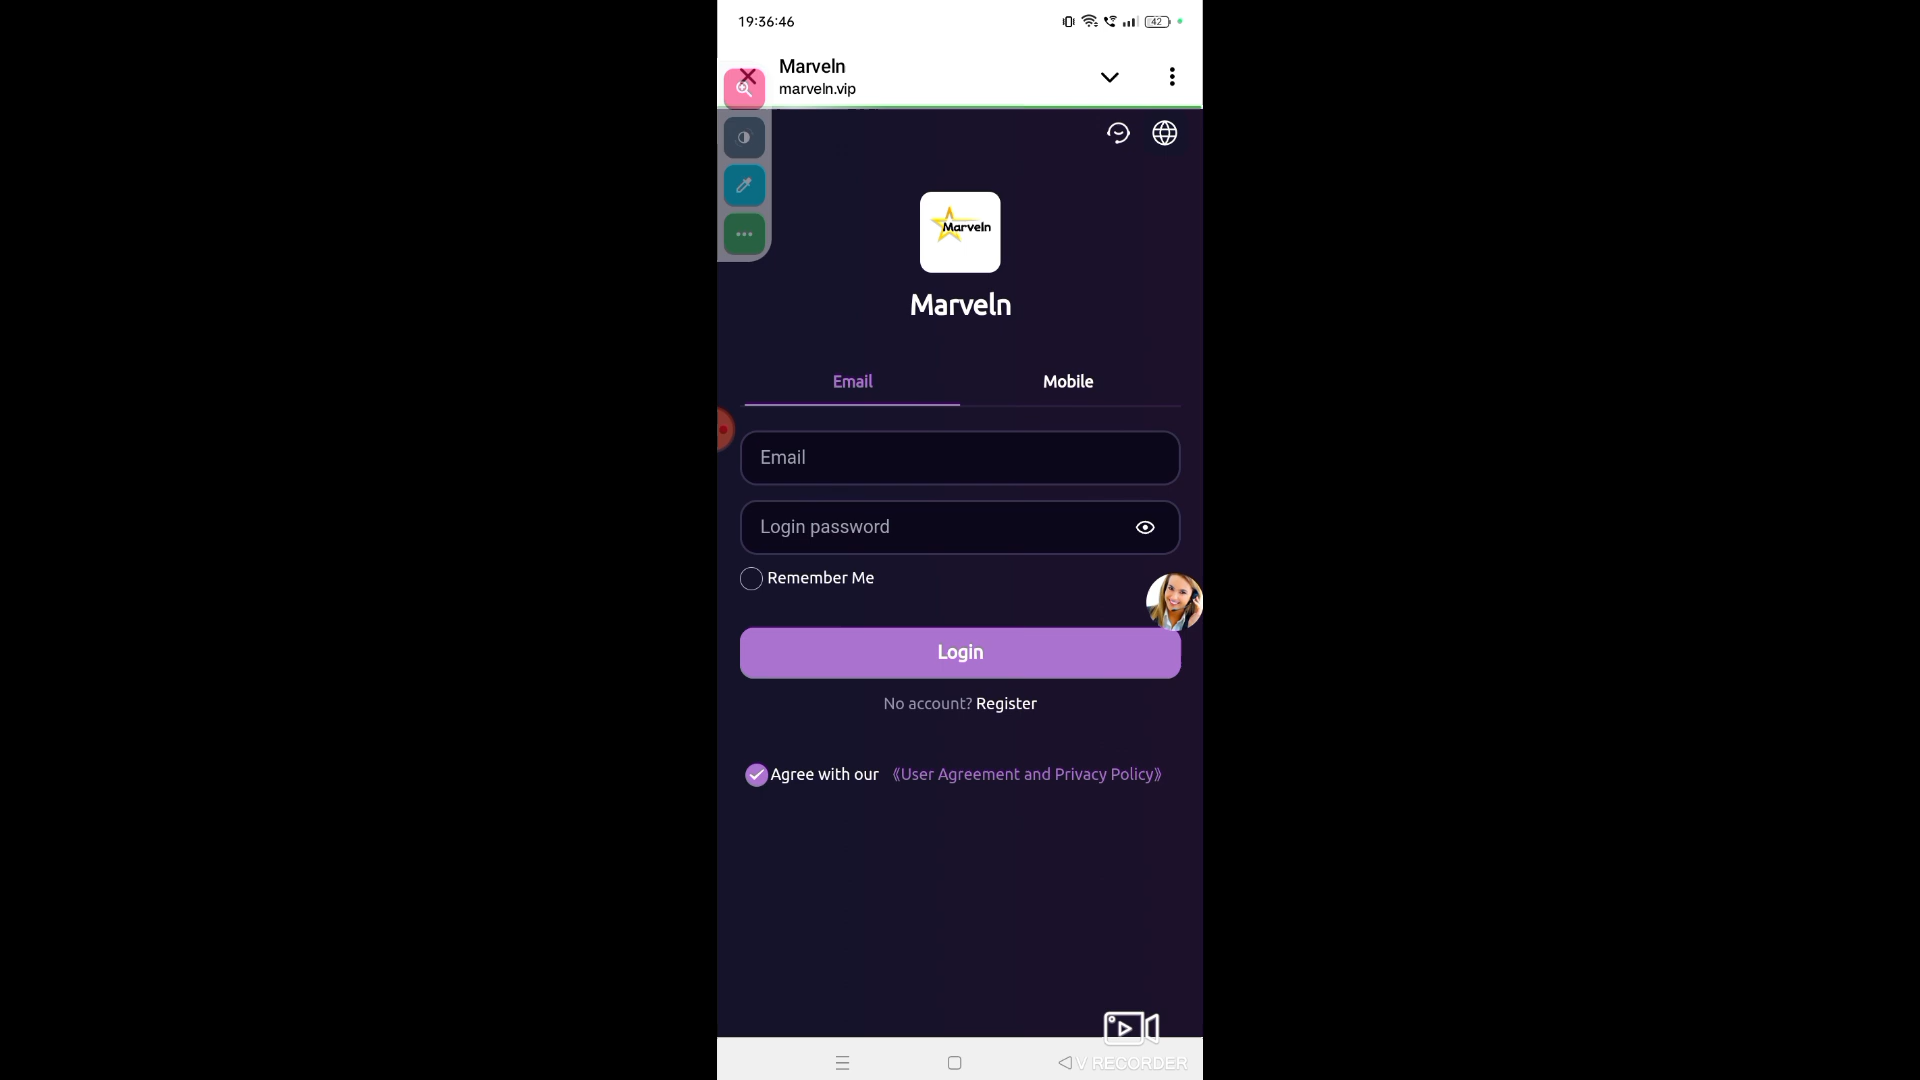 19:36:46
42
Marveln
marveln.vip
Marveln
Marveln
Email
Mobile
Email
Login password
Remember Me
Login
No account? Register
Agree with our 《User Agreement and Privacy Policy》
V RECORDER